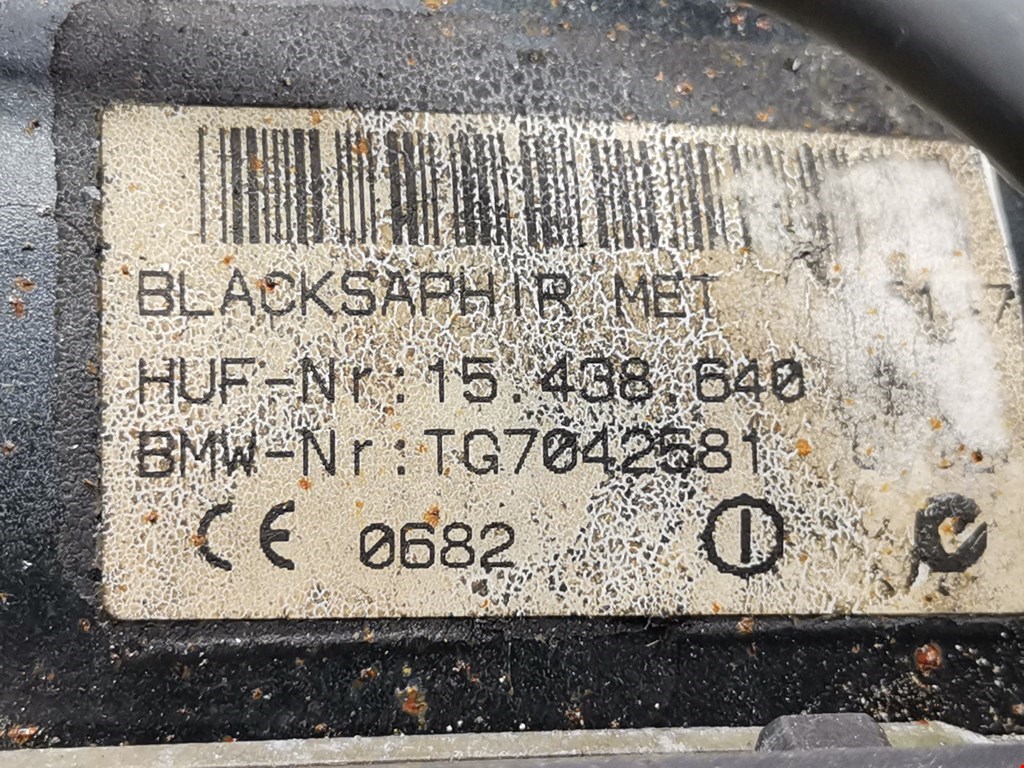 BLACKSAPHIR MET
HUF-Nr:15.438.640
BMW-Nr:TG7042581
CE 0682